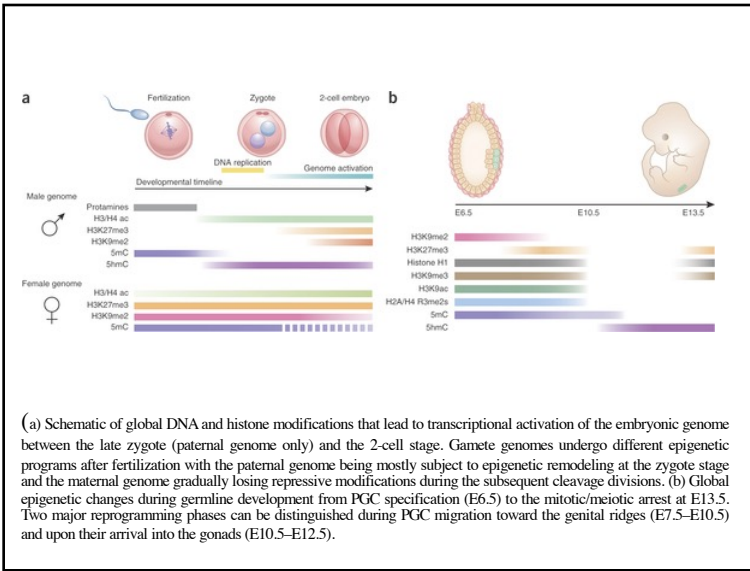 a
Fertilization
Zygote
2-cell embryo
DNA replication
Genome activation
Developmental timeline
Male genome
Protamines
H3/H4 ac
H3K27me3
H3K9me2
5mC
5hmC
Female genome
H3/H4 ac
H3K27me3
H3K9me2
5mC
b
E6.5
E10.5
E13.5
H3K9me2
H3K27me3
Histone H1
H3K9me3
H3K9ac
H2A/H4 R3me2s
5mC
5hmC
(a) Schematic of global DNA and histone modifications that lead to transcriptional activation of the embryonic genome
between the late zygote (paternal genome only) and the 2-cell stage. Gamete genomes undergo different epigenetic
programs after fertilization with the paternal genome being mostly subject to epigenetic remodeling at the zygote stage
and the maternal genome gradually losing repressive modifications during the subsequent cleavage divisions. (b) Global
epigenetic changes during germline development from PGC specification (E6.5) to the mitotic/meiotic arrest at E13.5.
Two major reprogramming phases can be distinguished during PGC migration toward the genital ridges (E7.5–E10.5)
and upon their arrival into the gonads (E10.5–E12.5).